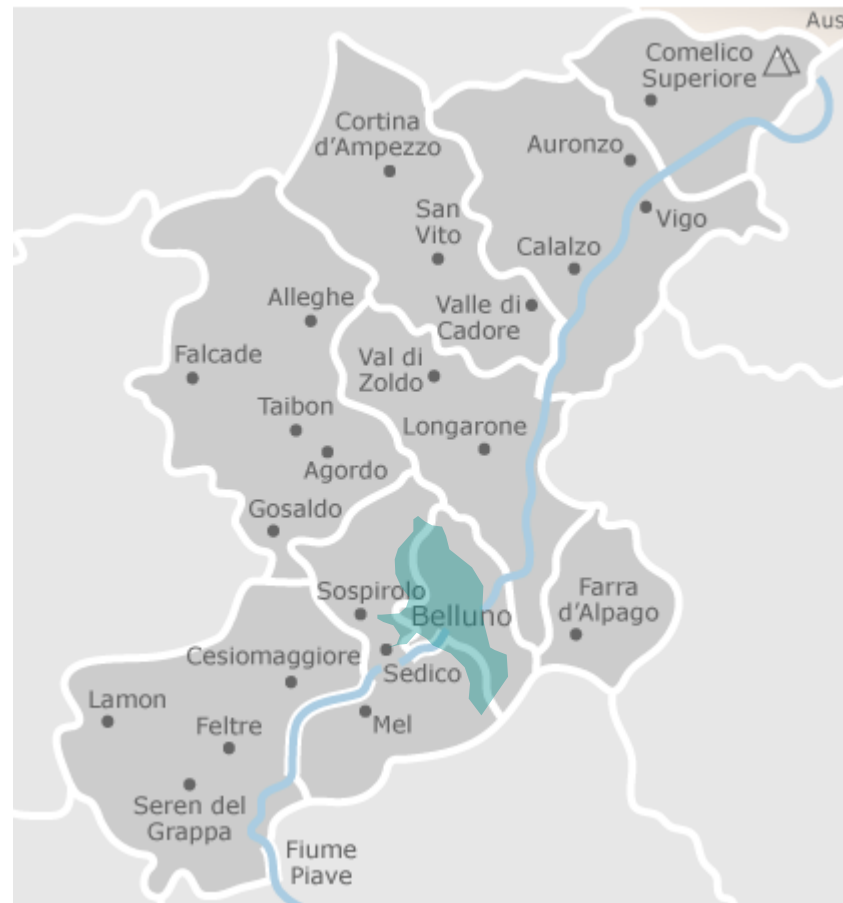 Aus
Comelico
Superiore
Cortina
d'Ampezzo
Auronzo
San
Vito
Vigo
Calalzo
Alleghe
Valle di
Cadore
Falcade
Val di
Zoldo
Taibon
Longarone
Agordo
Gosaldo
Farra
d'Alpago
Sospirolo
Belluno
Cesiomaggiore
Sedico
Lamon
Feltre
Mel
Seren del
Grappa
Fiume
Piave